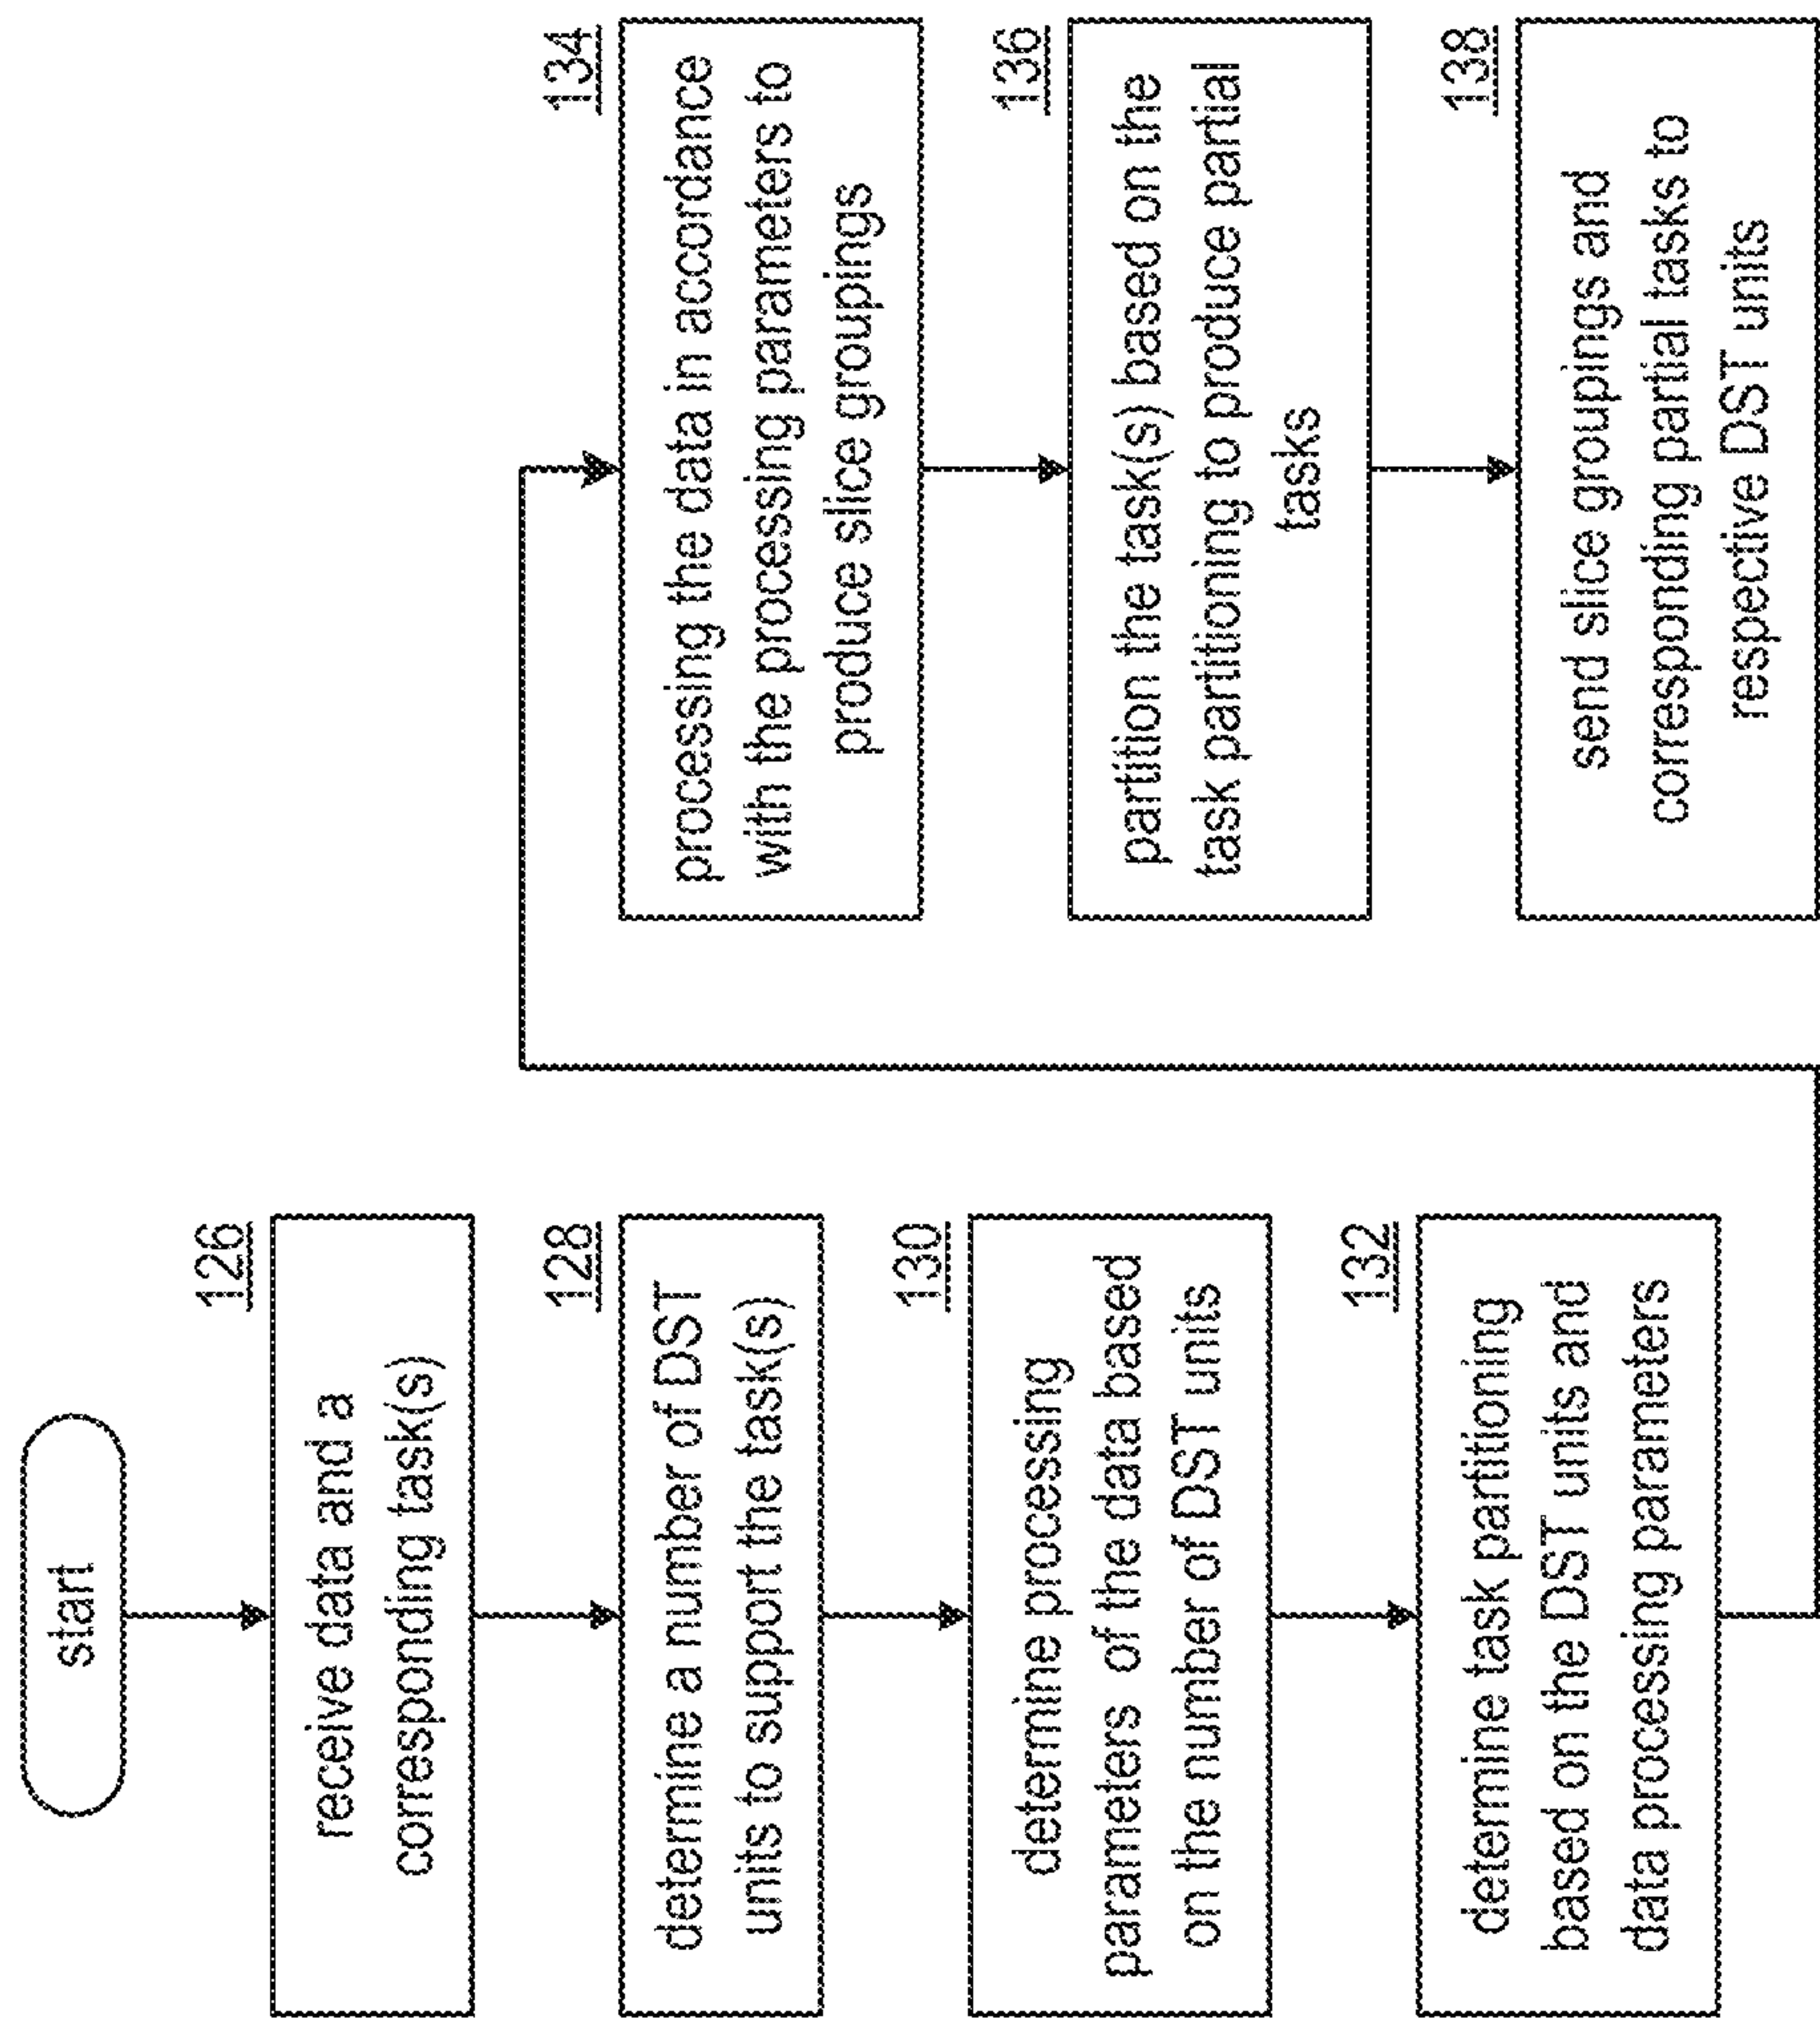 start
126
receive data and a
corresponding task(s)
128
determine a number of DST
units to support the task(s)
130
determine processing
parameters of the data based
on the number of DST units
132
determine task partitioning
based on the DST units and
data processing parameters
134
processing the data in accordance
with the processing parameters to
produce slice groupings
136
partition the task(s) based on the
task partitioning to produce partial
tasks
138
send slice groupings and
corresponding partial tasks to
respective DST units